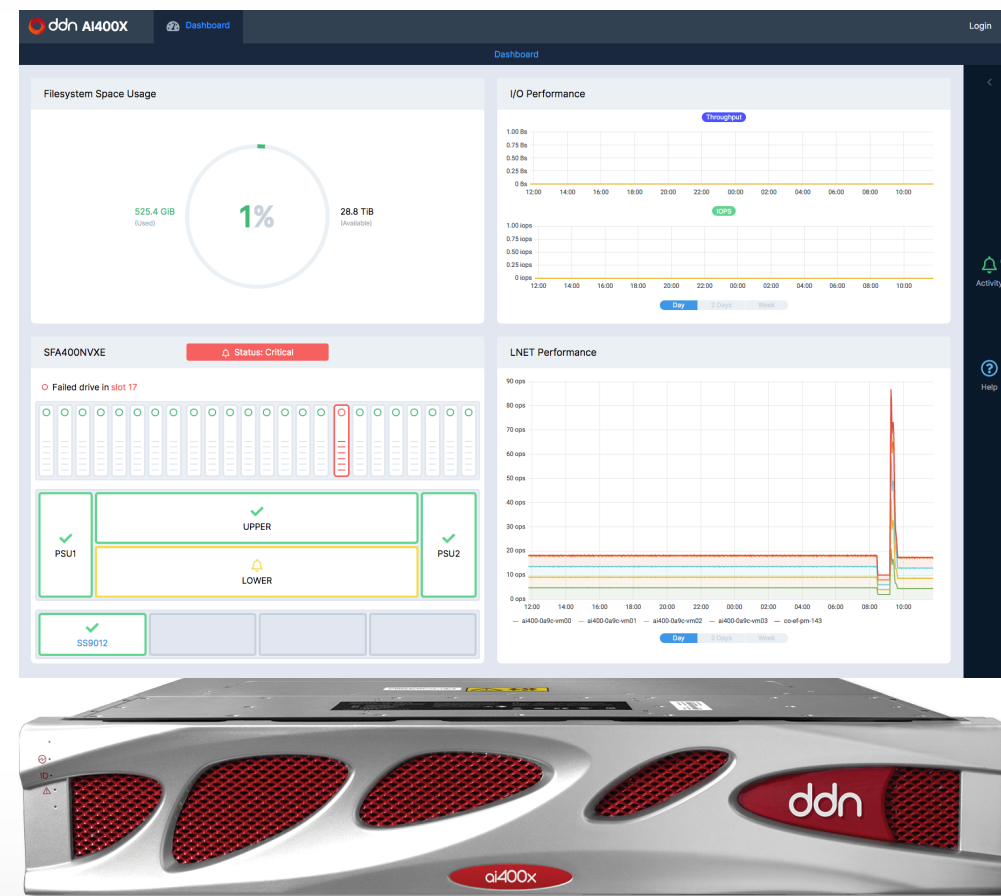 ddn AI400X
Dashboard
Login
Dashboard
Filesystem Space Usage
525.4 GiB
(Used)
1%
28.8 TiB
(Available)
I/O Performance
Throughput
1.00 Bs
0.75 Bs
0.50 Bs
0.25 Bs
0 Bs
12:00 14:00 16:00 18:00 20:00 22:00 00:00 02:00 04:00 06:00 08:00 10:00
IOPS
1.00 iops
0.75 iops
0.50 iops
0.25 iops
0 iops
12:00 14:00 16:00 18:00 20:00 22:00 00:00 02:00 04:00 06:00 08:00 10:00
Day 2 Days Week
Activity
Help
SFA400NVXE
Status: Critical
Failed drive in slot 17
PSU1
UPPER
LOWER
PSU2
SS9012
LNET Performance
90 ops
80 ops
70 ops
60 ops
50 ops
40 ops
30 ops
20 ops
10 ops
0 ops
12:00 14:00 16:00 18:00 20:00 22:00 00:00 02:00 04:00 06:00 08:00 10:00
ai400-0a9c-vm00 ai400-0a9c-vm01 ai400-0a9c-vm02 ai400-0a9c-vm03 co-ef-pm-143
Day 2 Days Week
ID
ddn
ai400x